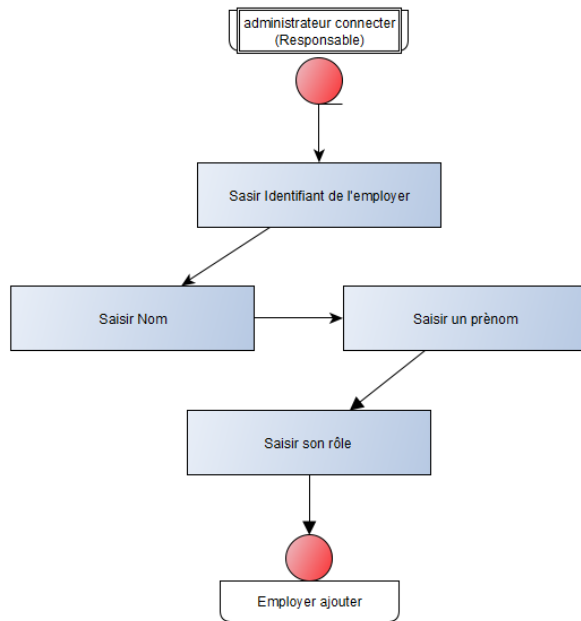 administrateur connecter
(Responsable)
Sasir Identifiant de l'employer
Saisir Nom
Saisir un prènom
Saisir son rôle
Employer ajouter